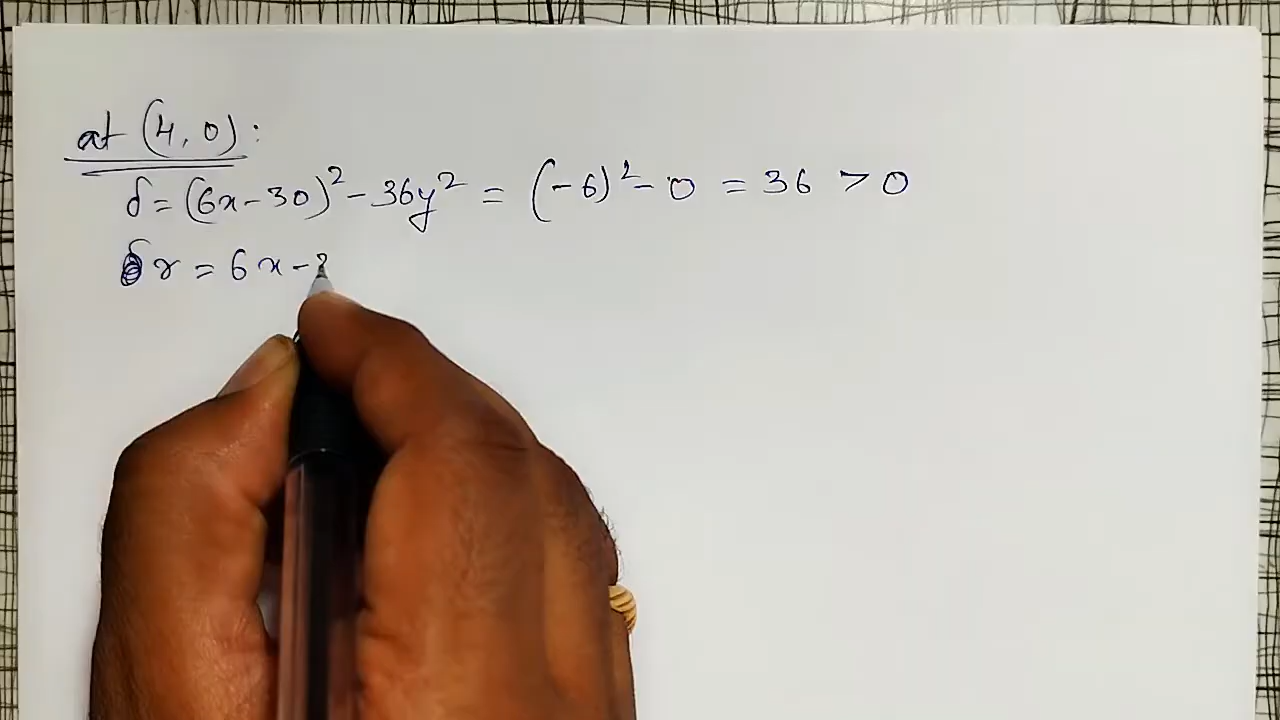 at (4, 0) :
δ = (6x - 30)² - 36y² = (-6)² - 0 = 36 > 0
r = 6x -